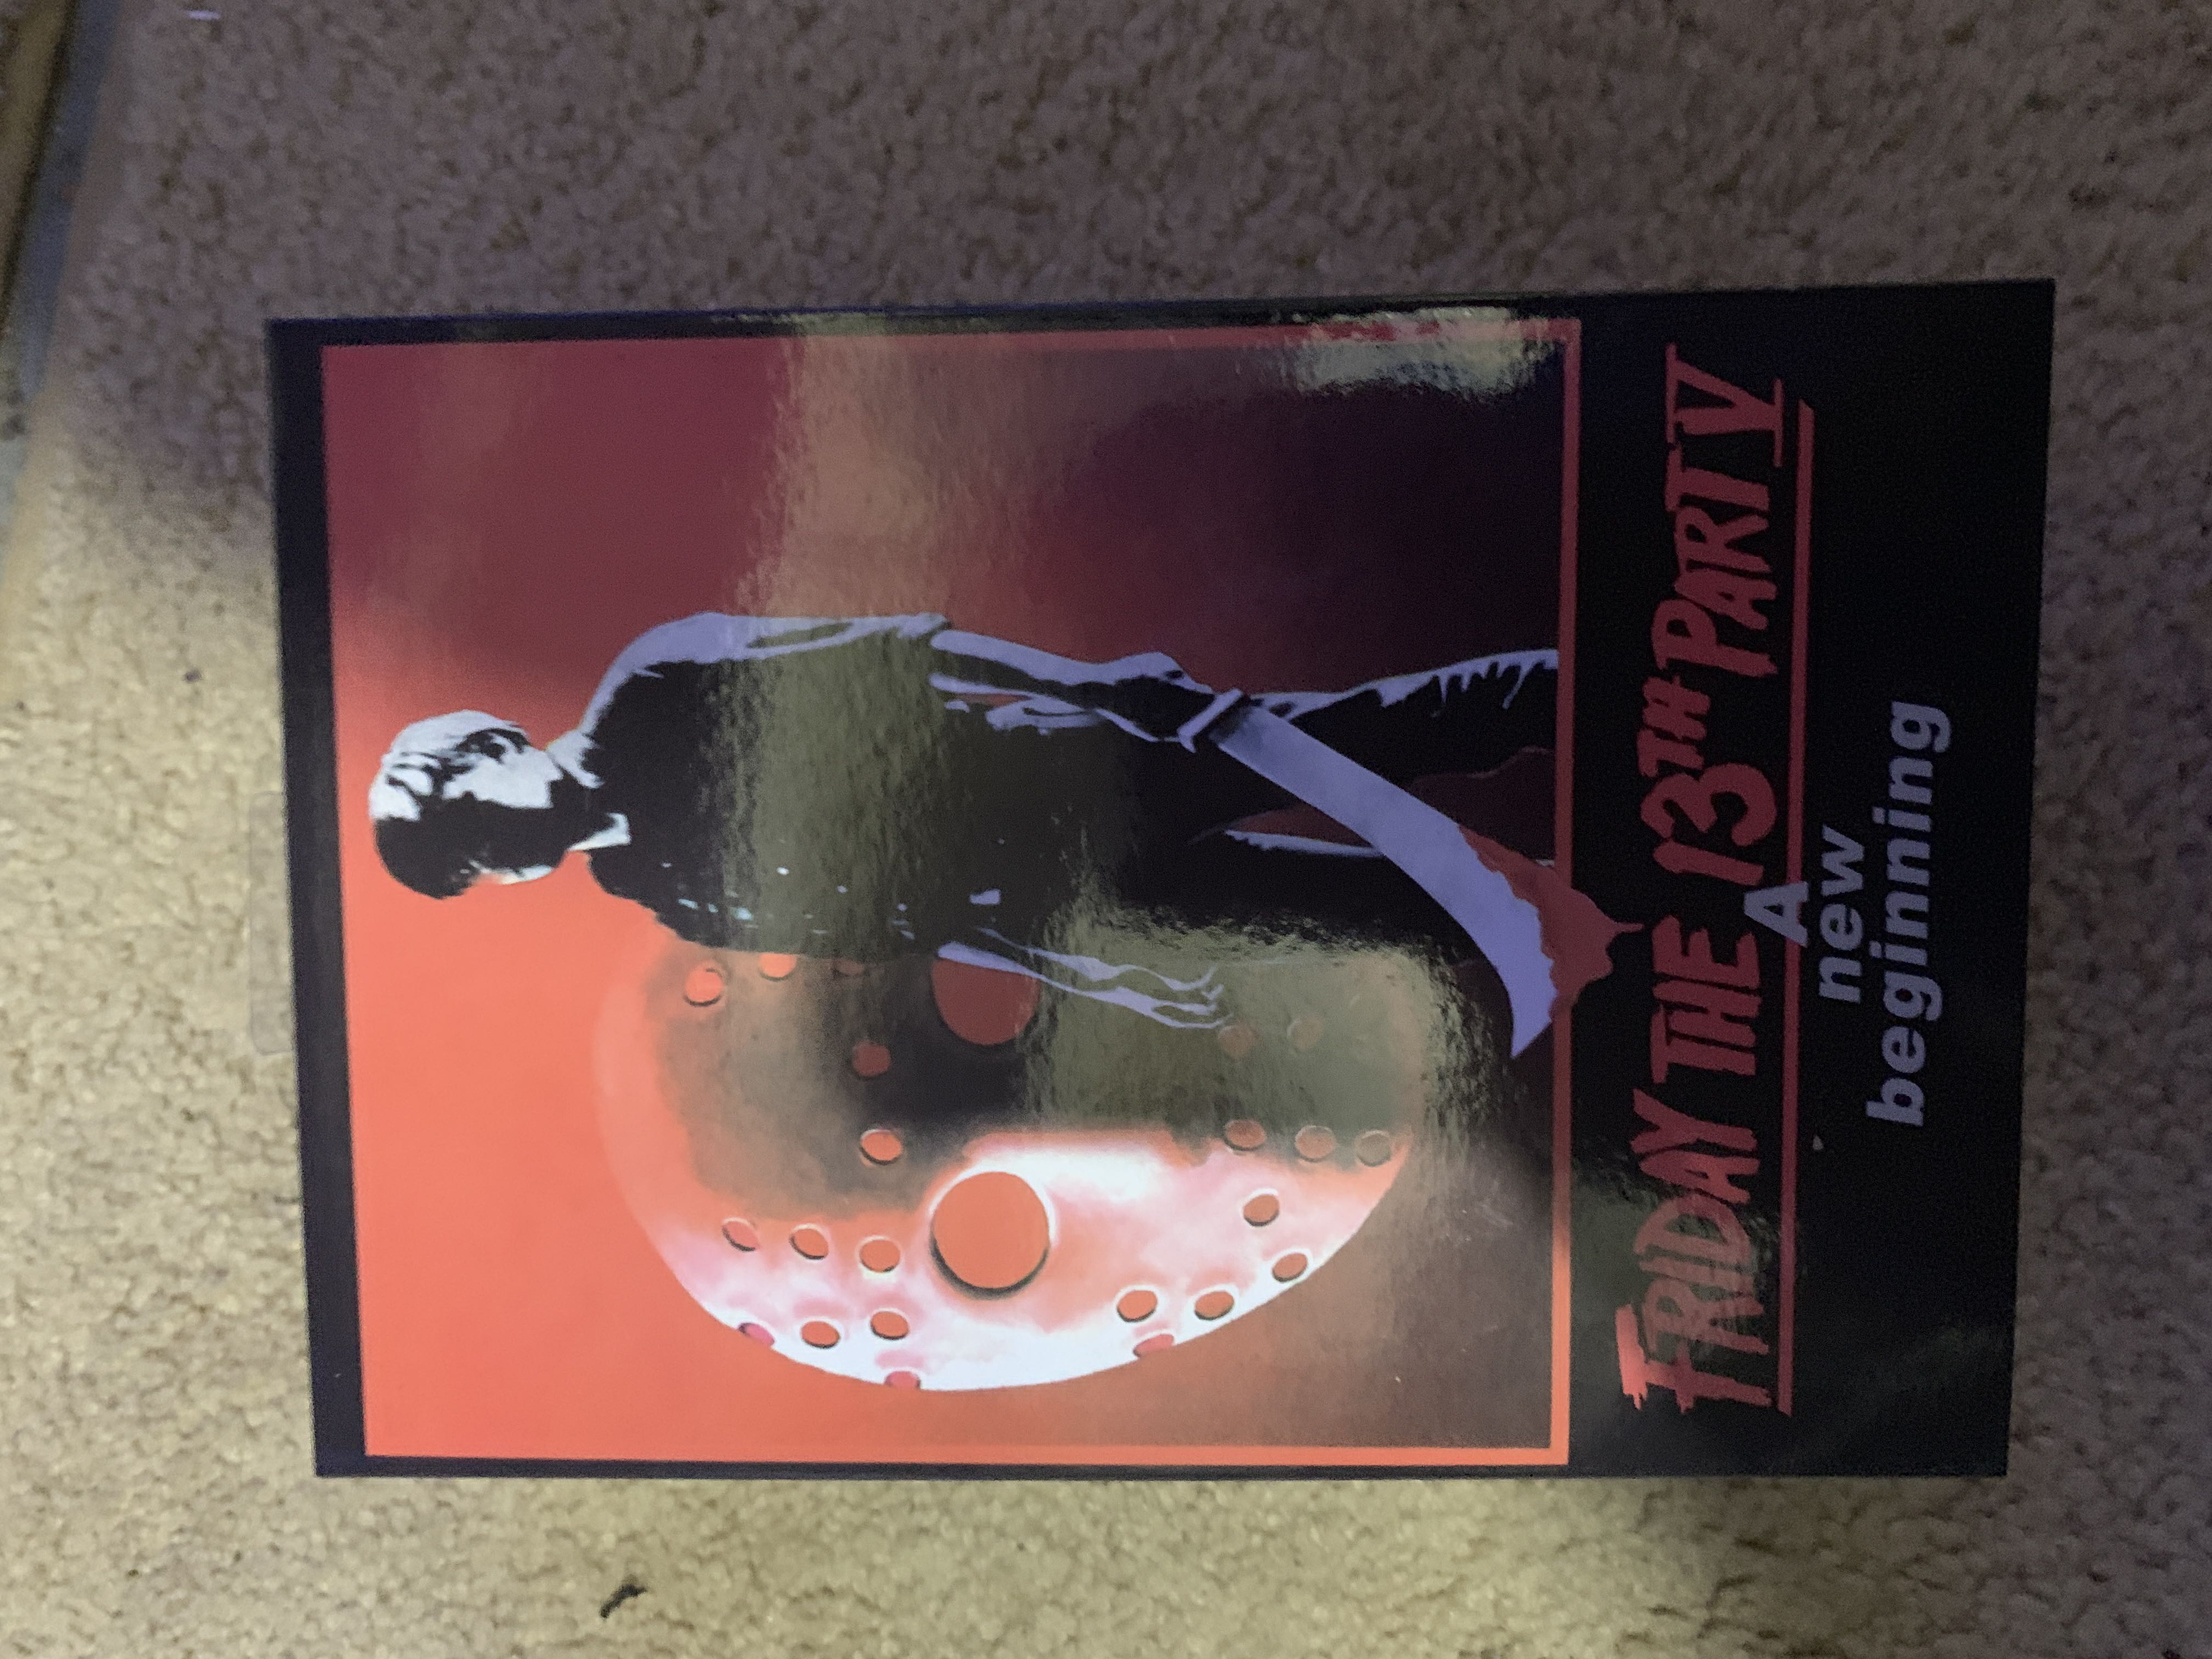 FRIDAY THE 13TH PART V
A
new
beginning